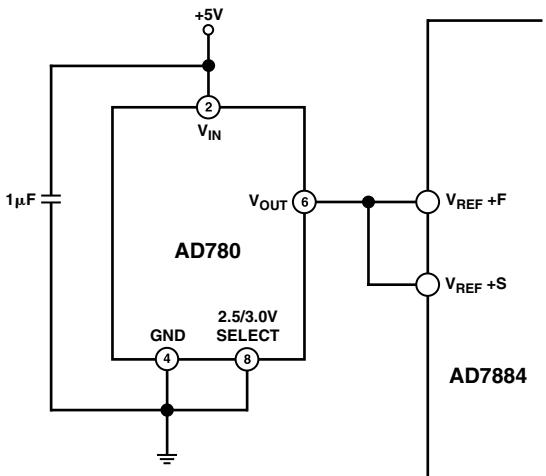 +5V
2
V_IN
1μF
V_OUT
6
V_REF +F
AD780
V_REF +S
2.5/3.0V
SELECT
GND
4
8
AD7884